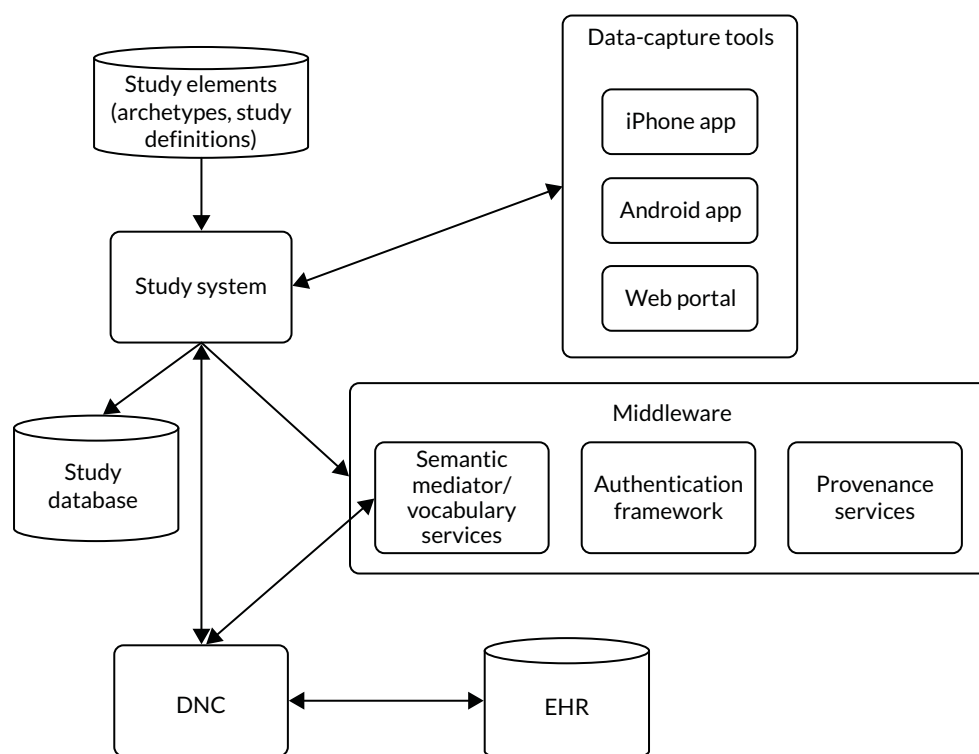 Study elements
(archetypes, study
definitions)
Data-capture tools
iPhone app
Android app
Web portal
Study system
Middleware
Semantic
mediator/
vocabulary
services
Authentication
framework
Provenance
services
Study
database
DNC
EHR